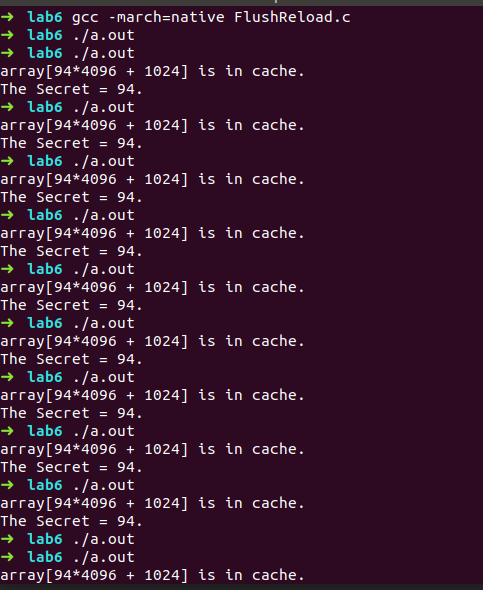 ➜ lab6 gcc -march=native FlushReload.c
➜ lab6 ./a.out
➜ lab6 ./a.out
array[94*4096 + 1024] is in cache.
The Secret = 94.
➜ lab6 ./a.out
array[94*4096 + 1024] is in cache.
The Secret = 94.
➜ lab6 ./a.out
array[94*4096 + 1024] is in cache.
The Secret = 94.
➜ lab6 ./a.out
array[94*4096 + 1024] is in cache.
The Secret = 94.
➜ lab6 ./a.out
array[94*4096 + 1024] is in cache.
The Secret = 94.
➜ lab6 ./a.out
array[94*4096 + 1024] is in cache.
The Secret = 94.
➜ lab6 ./a.out
array[94*4096 + 1024] is in cache.
The Secret = 94.
➜ lab6 ./a.out
array[94*4096 + 1024] is in cache.
The Secret = 94.
➜ lab6 ./a.out
array[94*4096 + 1024] is in cache.
The Secret = 94.
➜ lab6 ./a.out
➜ lab6 ./a.out
array[94*4096 + 1024] is in cache.